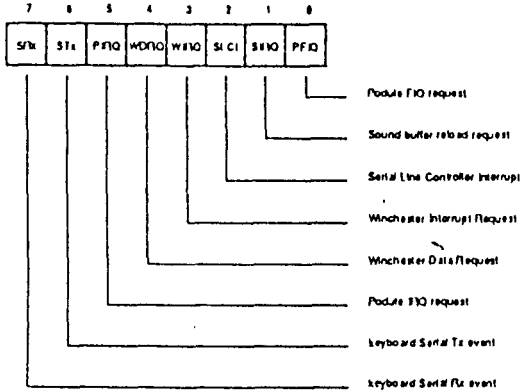 7 6 5 4 3 2 1 0
SRx STx PIRQ WDRQ WIRQ SLCI SIRQ PFIQ
Podule FIQ request
Sound buffer reload request
Serial Line Controller Interrupt
Winchester Interrupt Request
Winchester Data Request
Podule IRQ request
keyboard Serial Tx event
keyboard Serial Rx event